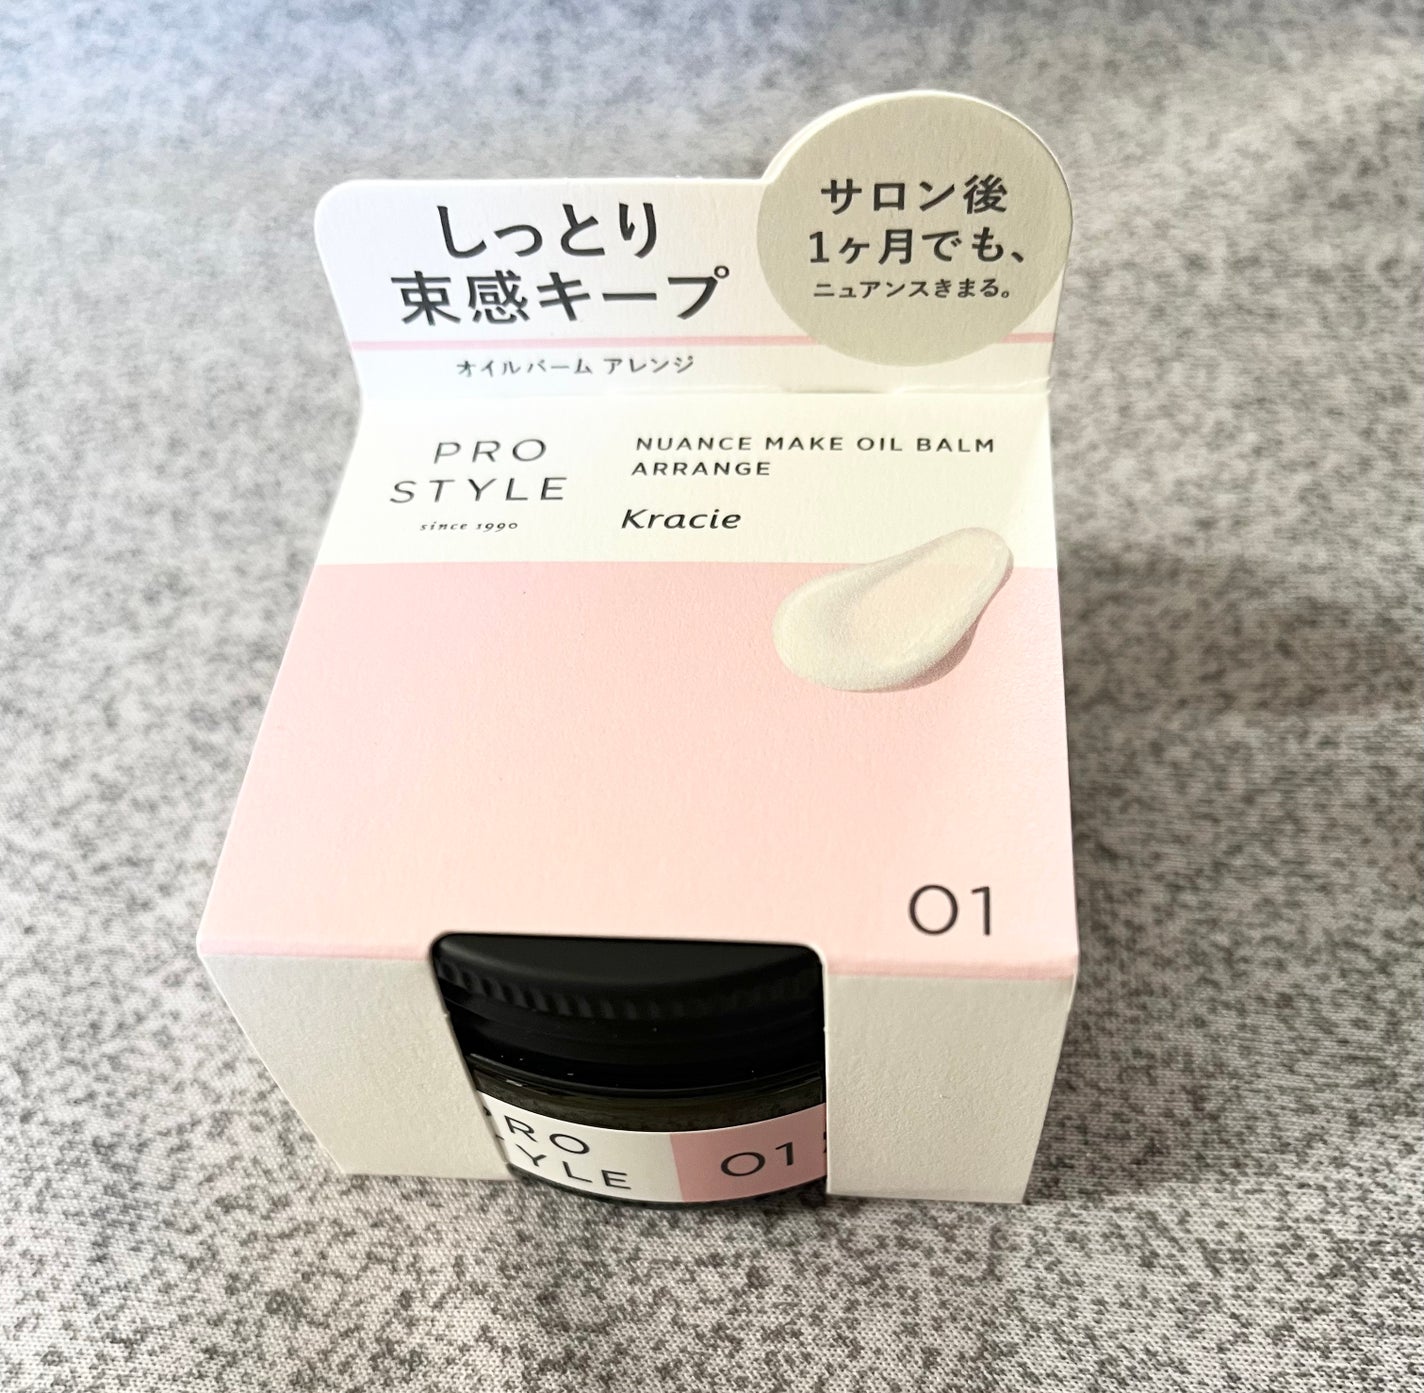 しっとり
束感キープ
オイルバーム アレンジ
サロン後
1ヶ月でも、
ニュアンスきまる。
PRO
STYLE
since 1990
NUANCE MAKE OIL BALM
ARRANGE
Kracie
01
PRO
YLE
01